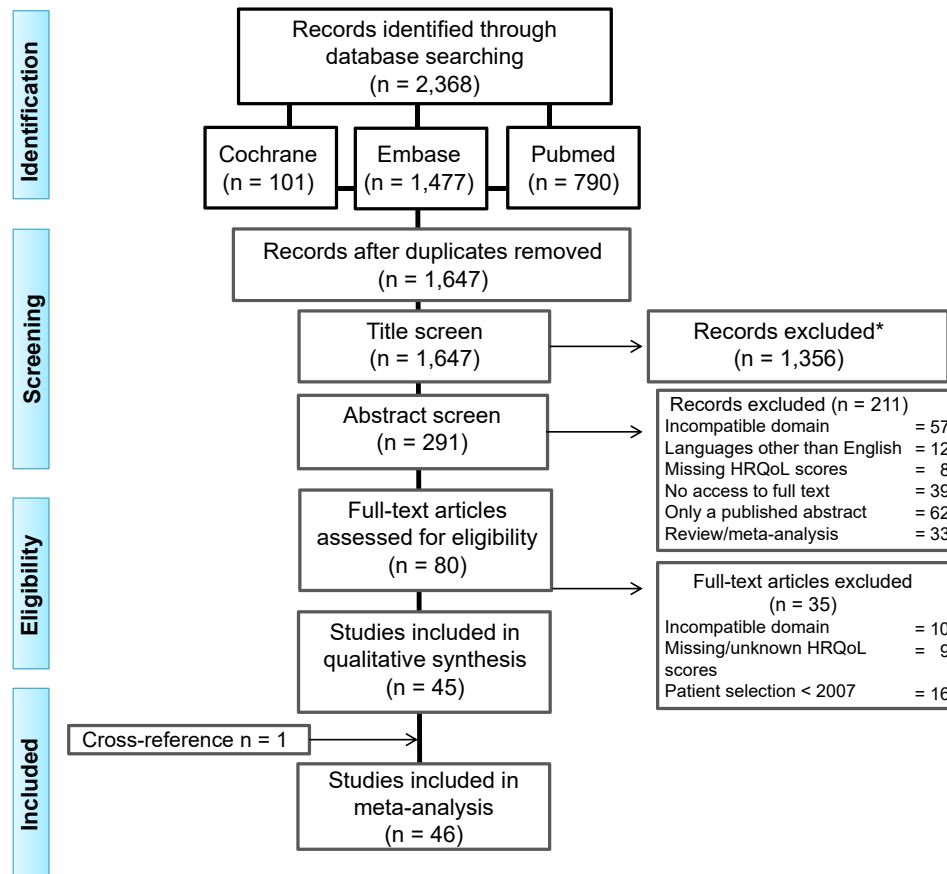 Identification
Records identified through
database searching
(n = 2,368)
Cochrane
(n = 101)
Embase
(n = 1,477)
Pubmed
(n = 790)
Screening
Records after duplicates removed
(n = 1,647)
Title screen
(n = 1,647)
Records excluded*
(n = 1,356)
Abstract screen
(n = 291)
Records excluded (n = 211)
Incompatible domain = 57
Languages other than English = 12
Missing HRQoL scores = 8
No access to full text = 39
Only a published abstract = 62
Review/meta-analysis = 33
Eligibility
Full-text articles
assessed for eligibility
(n = 80)
Full-text articles excluded
(n = 35)
Incompatible domain = 10
Missing/unknown HRQoL = 9
scores
Patient selection < 2007 = 16
Studies included in
qualitative synthesis
(n = 45)
Included
Cross-reference n = 1
Studies included in
meta-analysis
(n = 46)